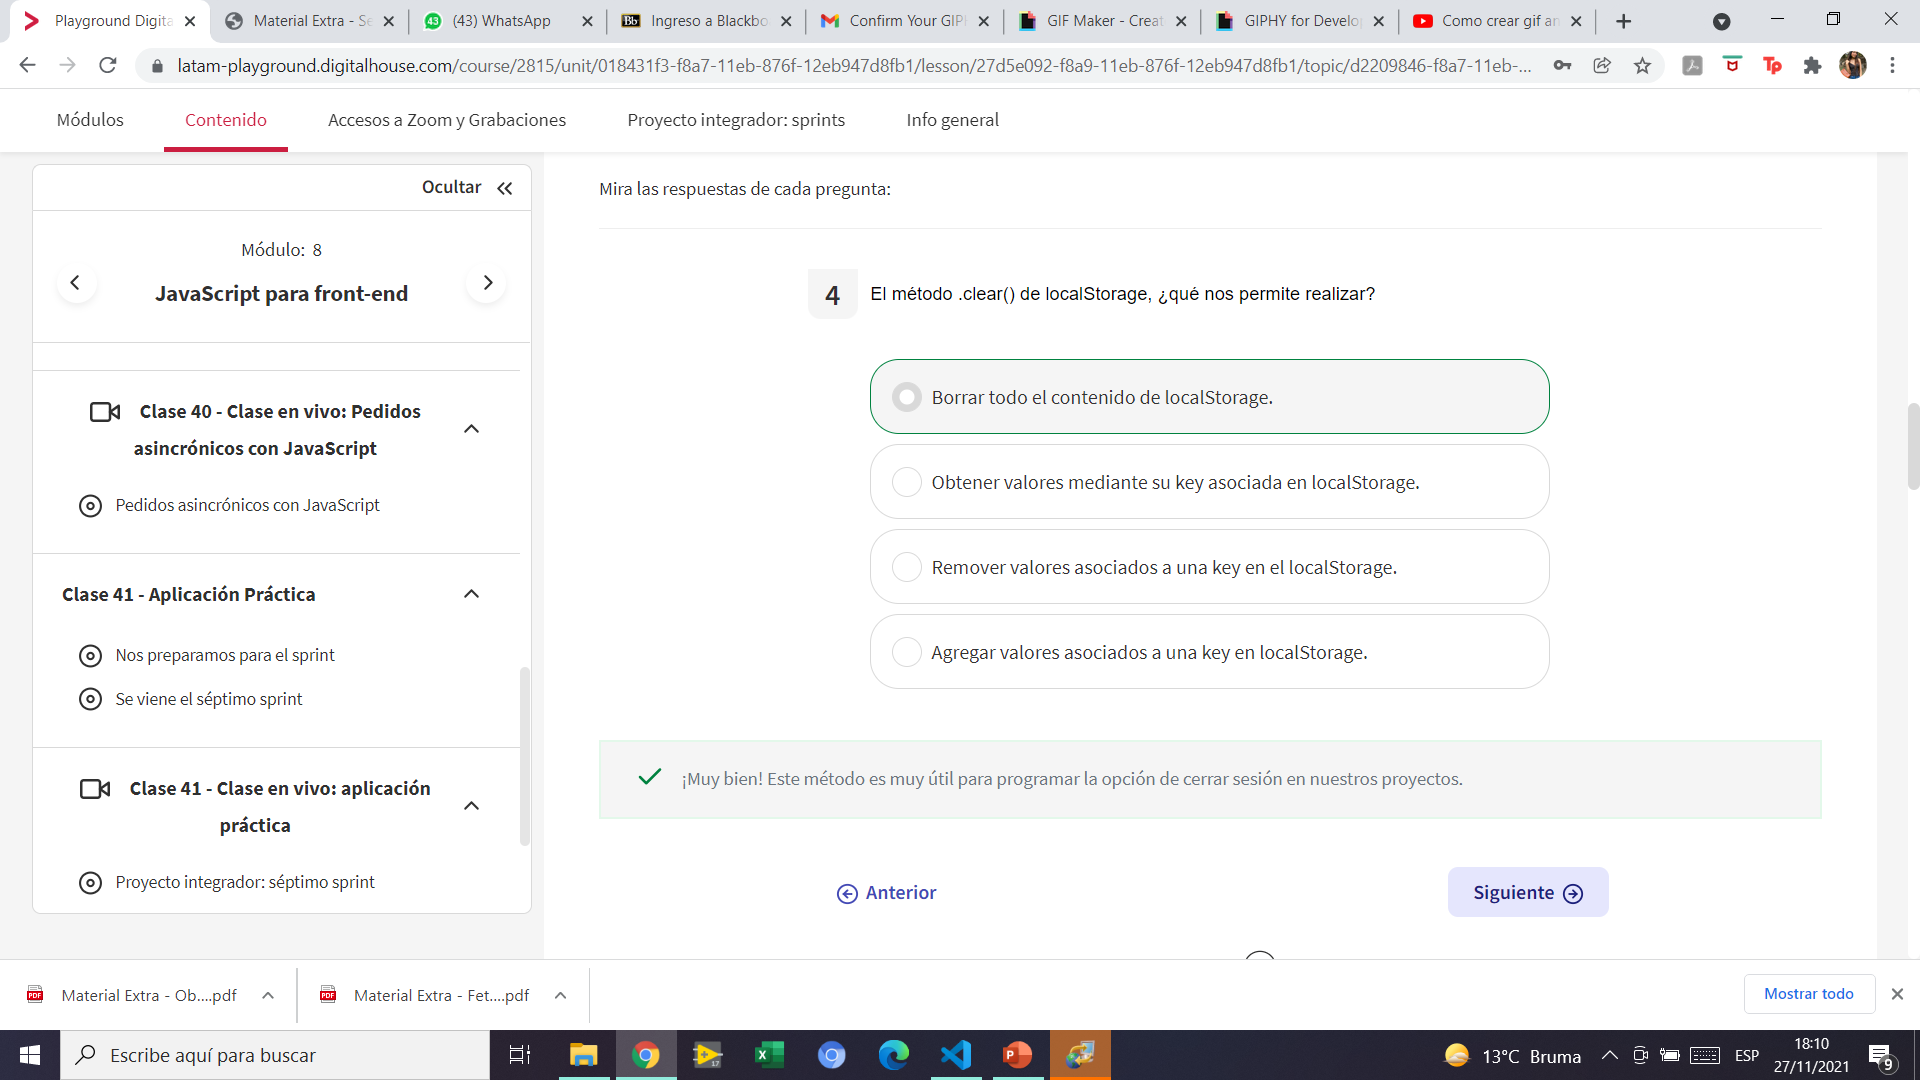 Playground Digita
Material Extra - Se
(43) WhatsApp
Ingreso a Blackbo
Confirm Your GIP
GIF Maker - Creat
GIPHY for Develo
Como crear gif an
latam-playground.digitalhouse.com/course/2815/unit/018431f3-f8a7-11eb-876f-12eb947d8fb1/lesson/27d5e092-f8a9-11eb-876f-12eb947d8fb1/topic/d2209846-f8a7-11eb-...
Módulos
Contenido
Accesos a Zoom y Grabaciones
Proyecto integrador: sprints
Info general
Ocultar
Módulo: 8
JavaScript para front-end
Clase 40 - Clase en vivo: Pedidos
asincrónicos con JavaScript
Pedidos asincrónicos con JavaScript
Clase 41 - Aplicación Práctica
Nos preparamos para el sprint
Se viene el séptimo sprint
Clase 41 - Clase en vivo: aplicación
práctica
Proyecto integrador: séptimo sprint
Mira las respuestas de cada pregunta:
4 El método .clear() de localStorage, ¿qué nos permite realizar?
Borrar todo el contenido de localStorage.
Obtener valores mediante su key asociada en localStorage.
Remover valores asociados a una key en el localStorage.
Agregar valores asociados a una key en localStorage.
¡Muy bien! Este método es muy útil para programar la opción de cerrar sesión en nuestros proyectos.
Anterior
Siguiente
Material Extra - Ob....pdf
Material Extra - Fet....pdf
Mostrar todo
Escribe aquí para buscar
13°C Bruma
ESP
18:10
27/11/2021
9